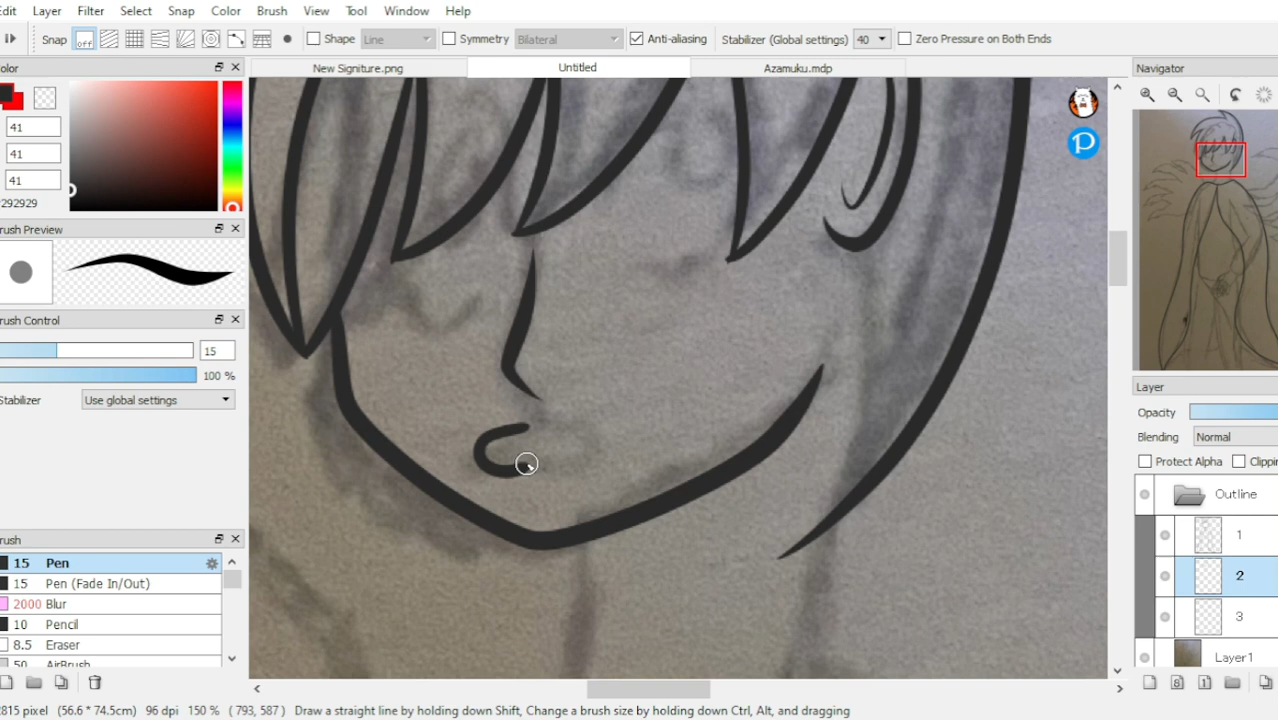 Edit Layer Filter Select Snap Color Brush View Tool Window Help
Snap off Shape Line Symmetry Bilateral Anti-aliasing Stabilizer (Global settings) 40 Zero Pressure on Both Ends
olor New Signiture.png Untitled Azamuku.mdp Navigator
41
41
41
#292929
rush Preview
rush Control
15
100 %
Stabilizer Use global settings
Layer
Opacity
Blending Normal
Protect Alpha Clippin
Outline
1
2
3
Layer1
rush
15 Pen
15 Pen (Fade In/Out)
2000 Blur
10 Pencil
8.5 Eraser
50 AirBrush
2815 pixel (56.6 * 74.5cm) 96 dpi 150 % ( 793, 587 ) Draw a straight line by holding down Shift, Change a brush size by holding down Ctrl, Alt, and dragging